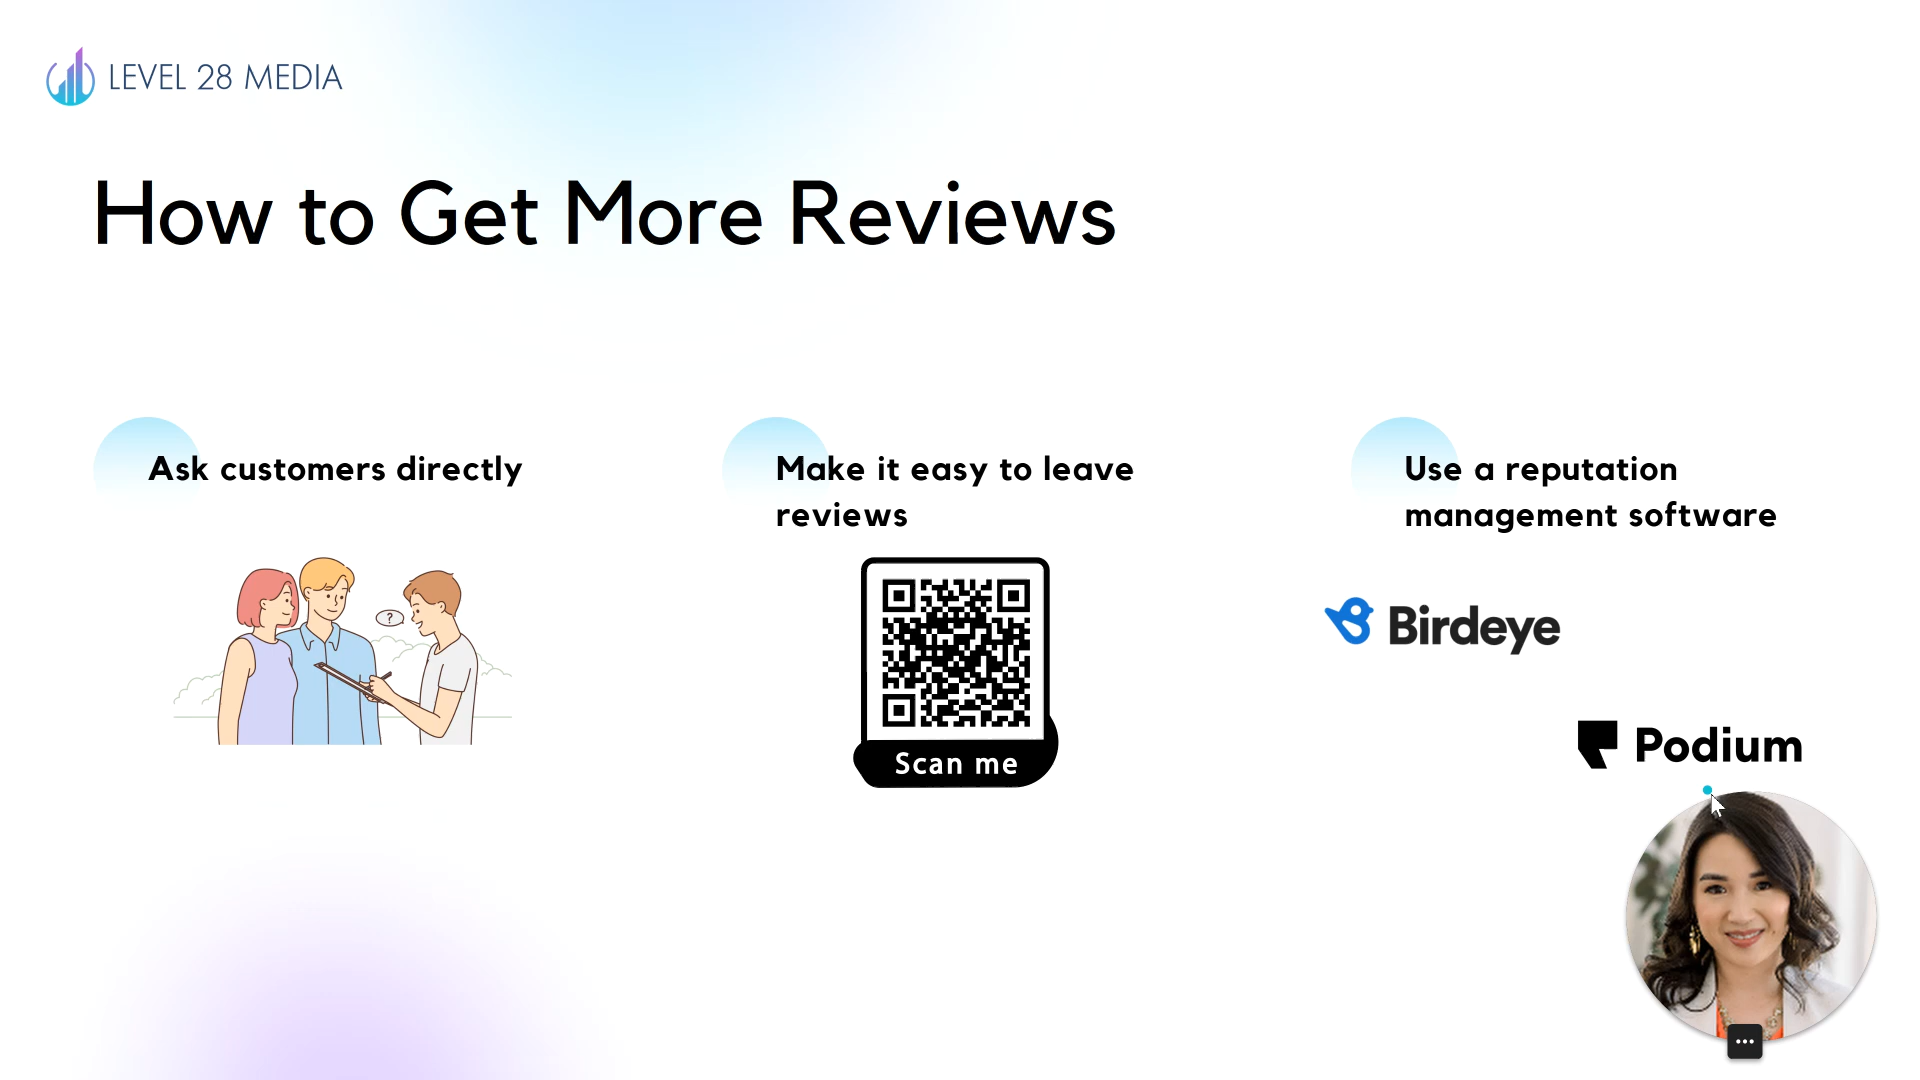 LEVEL 28 MEDIA
How to Get More Reviews
Ask customers directly
Make it easy to leave
reviews
Use a reputation
management software
?
Scan me
Birdeye
Podium